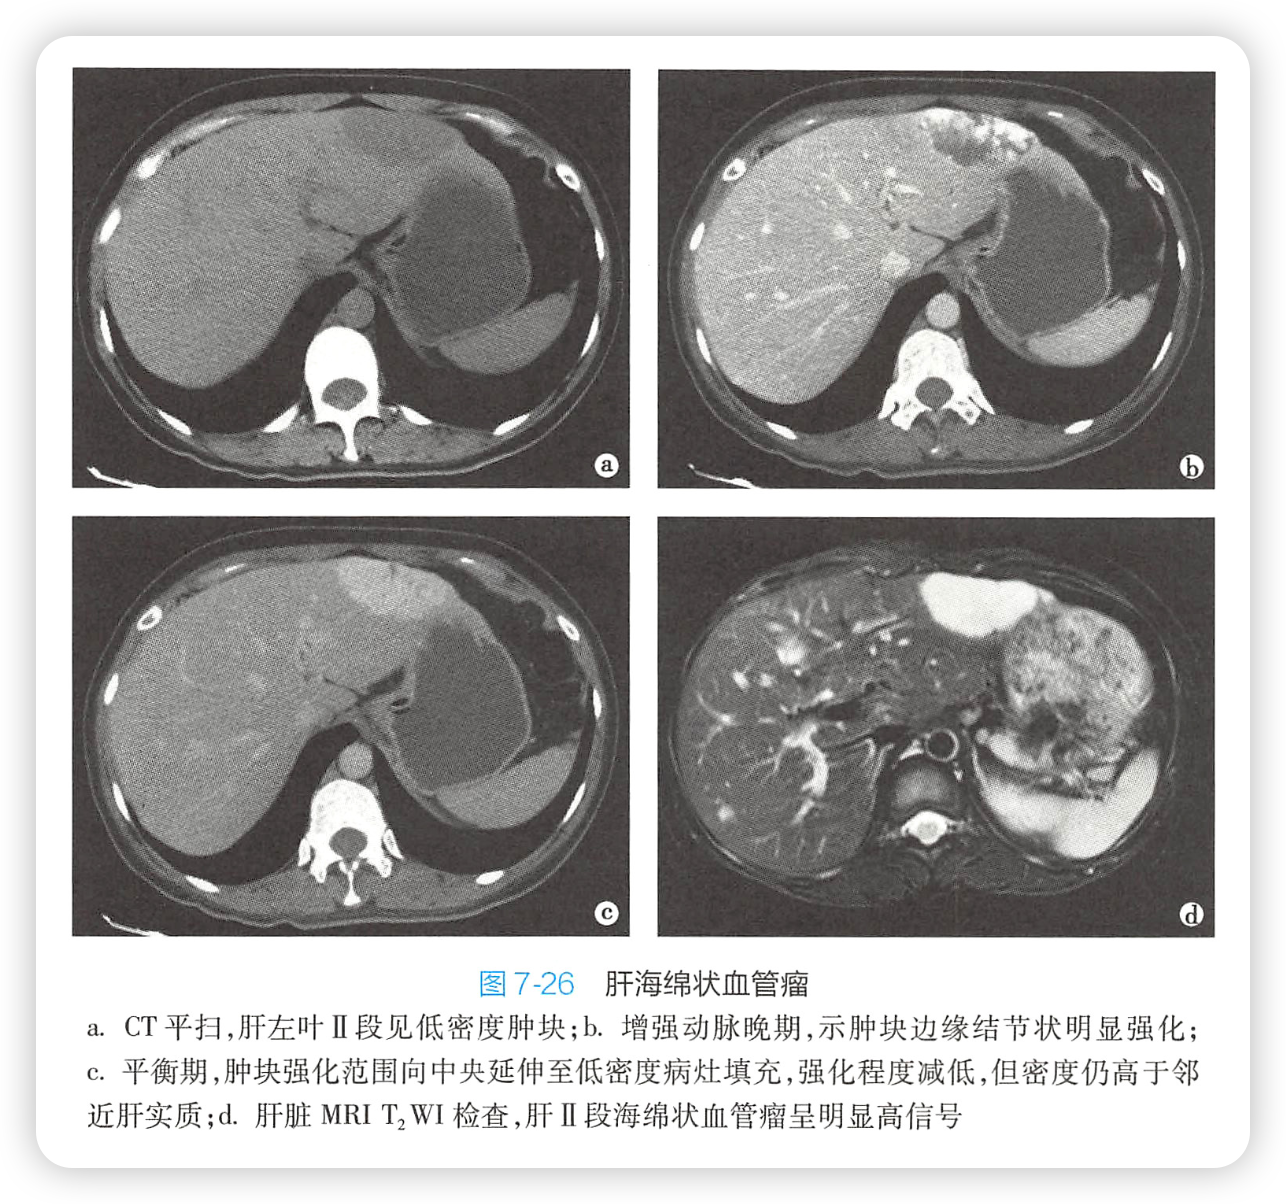 a
b
c
d
图 7-26 肝海绵状血管瘤
a. CT 平扫,肝左叶Ⅱ段见低密度肿块;b. 增强动脉晚期,示肿块边缘结节状明显强化;
c. 平衡期,肿块强化范围向中央延伸至低密度病灶填充,强化程度减低,但密度仍高于邻
近肝实质;d. 肝脏 MRI T₂WI 检查,肝Ⅱ段海绵状血管瘤呈明显高信号